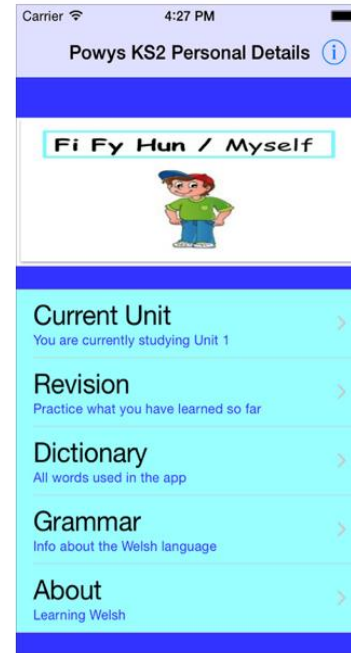 Carrier 4:27 PM
Powys KS2 Personal Details
Fi Fy Hun / Myself
Current Unit
You are currently studying Unit 1
Revision
Practice what you have learned so far
Dictionary
All words used in the app
Grammar
Info about the Welsh language
About
Learning Welsh